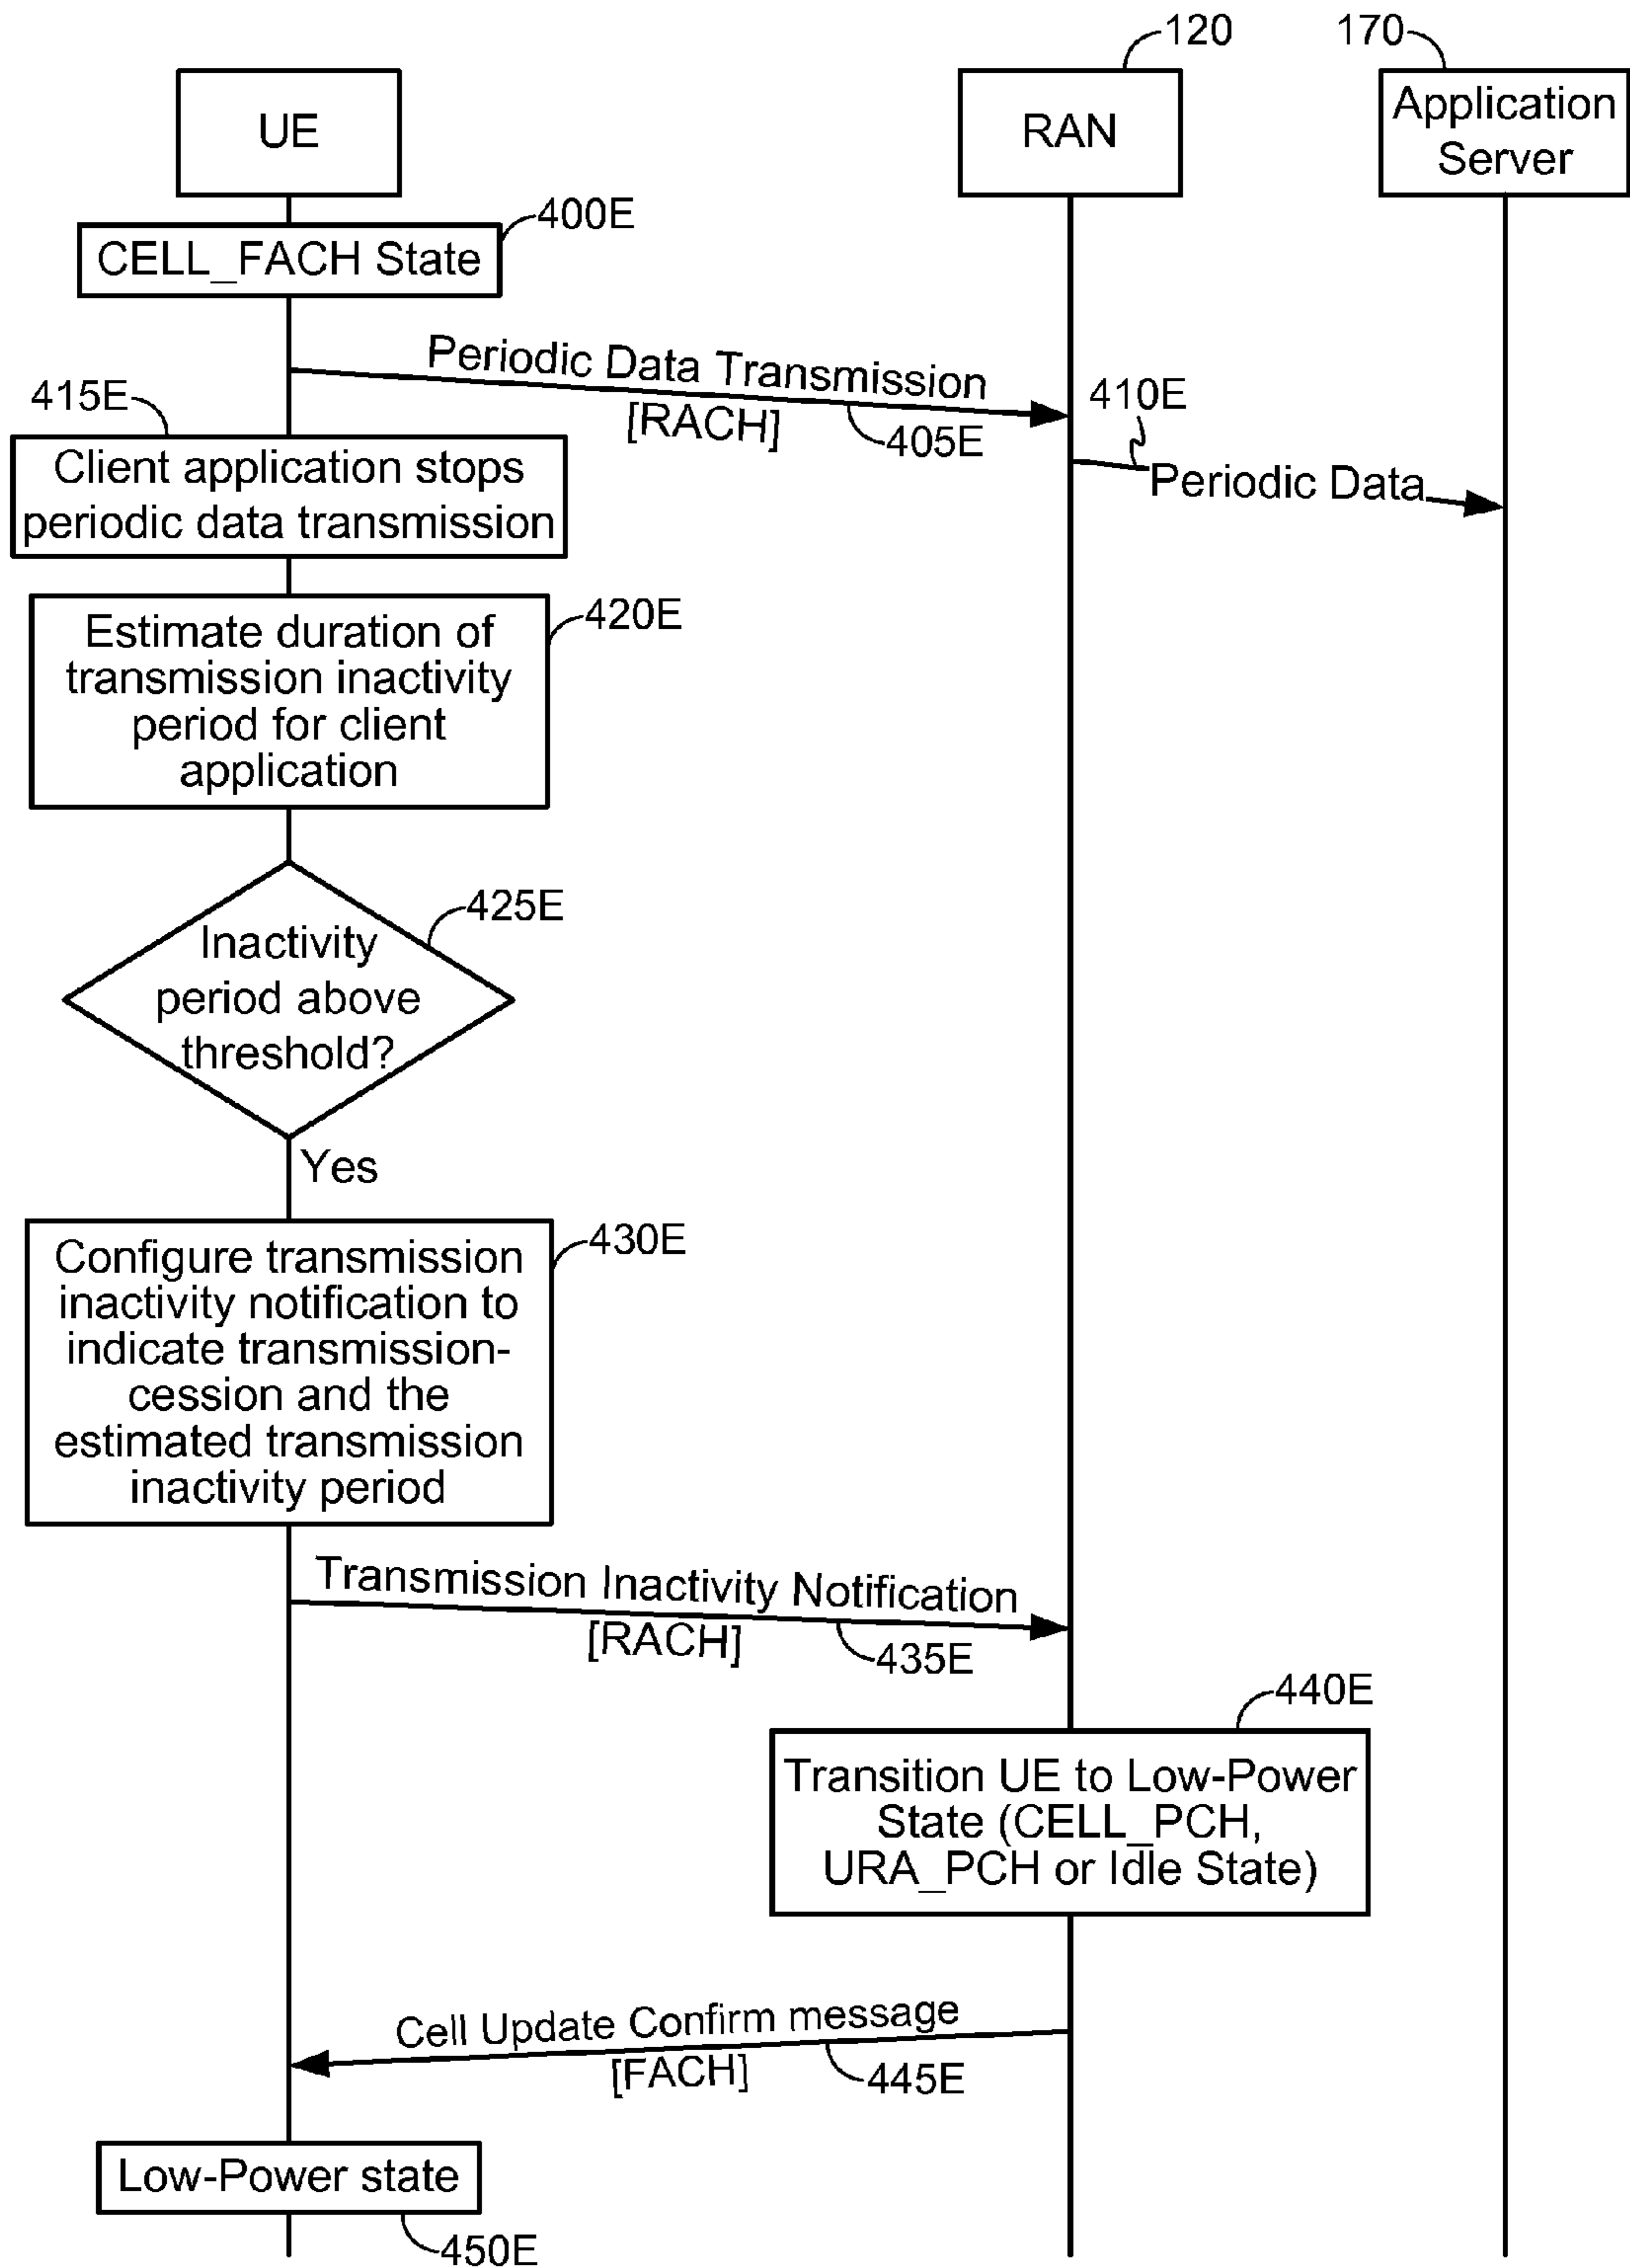 120
170
UE
RAN
Application
Server
400E
CELL_FACH State
Periodic Data Transmission
[RACH]
405E
410E
Periodic Data
415E
Client application stops
periodic data transmission
420E
Estimate duration of
transmission inactivity
period for client
application
425E
Inactivity
period above
threshold?
Yes
430E
Configure transmission
inactivity notification to
indicate transmission-
cession and the
estimated transmission
inactivity period
Transmission Inactivity Notification
[RACH]
435E
440E
Transition UE to Low-Power
State (CELL_PCH,
URA_PCH or Idle State)
Cell Update Confirm message
[FACH]
445E
Low-Power state
450E